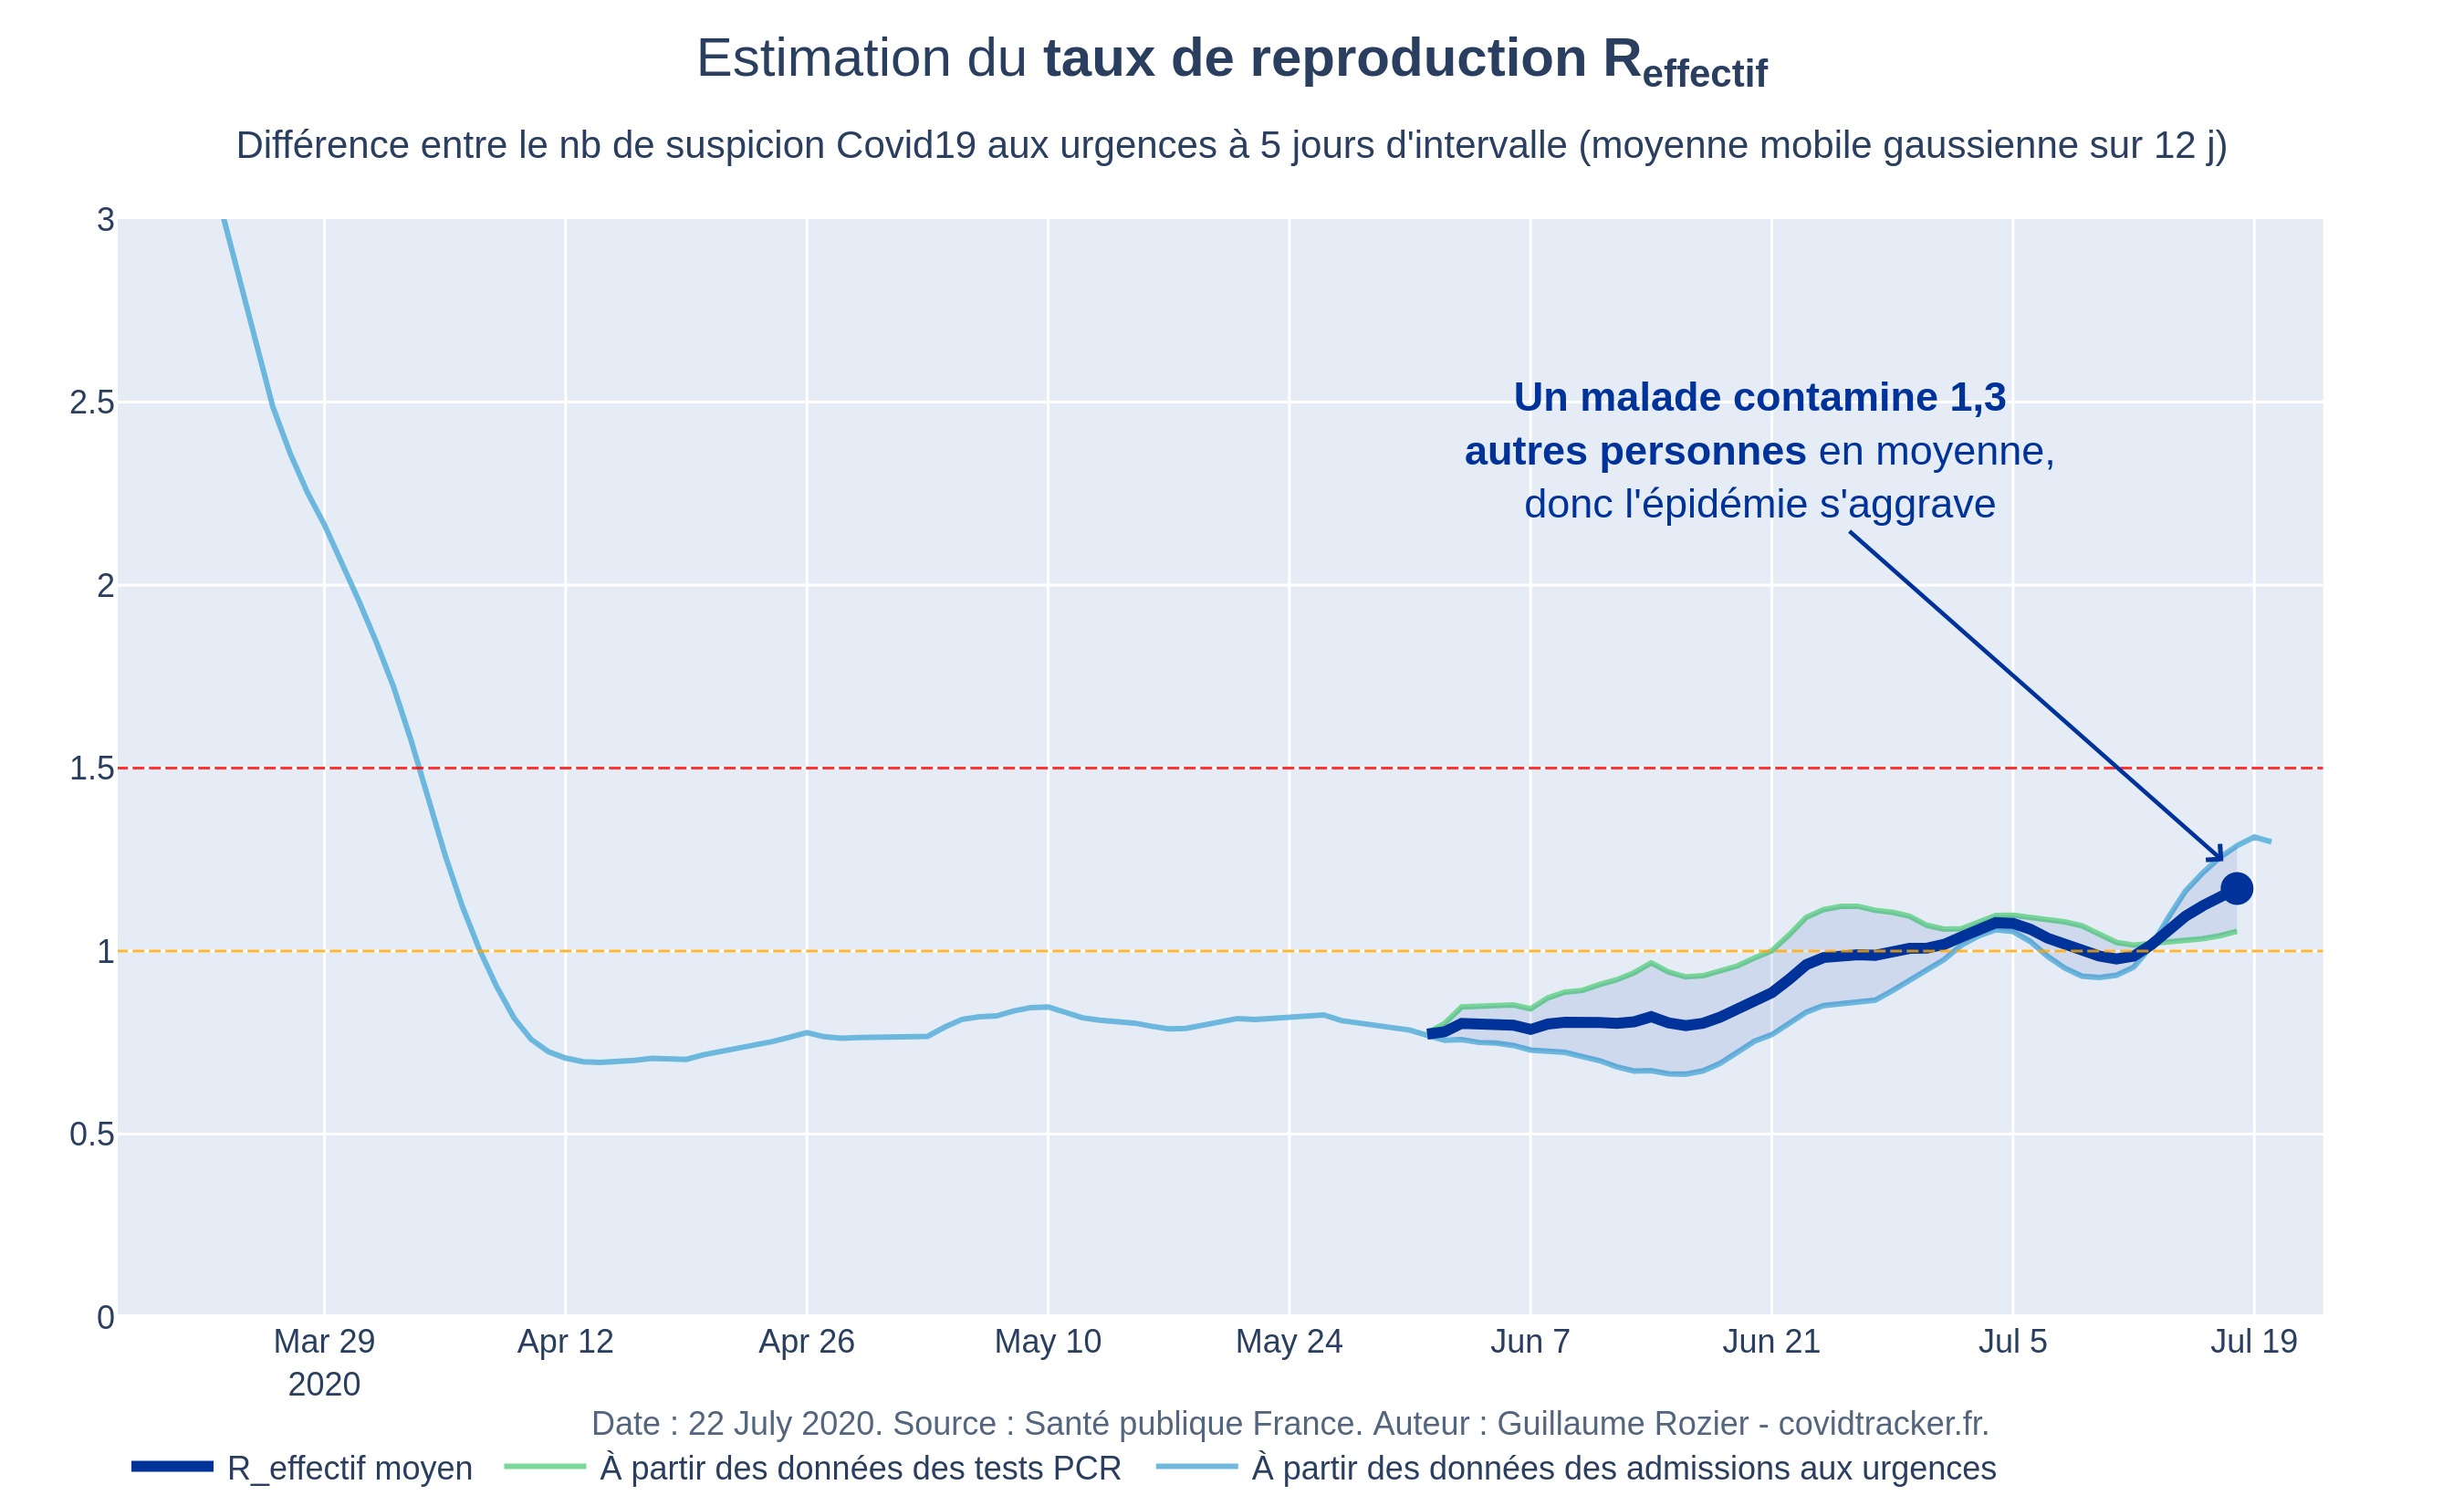 Estimation du taux de reproduction Reffectif
Différence entre le nb de suspicion Covid19 aux urgences à 5 jours d'intervalle (moyenne mobile gaussienne sur 12 j)
3
2.5
2
1.5
1
0.5
0
Un malade contamine 1,3
autres personnes en moyenne,
donc l'épidémie s'aggrave
Mar 29 Apr 12 Apr 26 May 10 May 24 Jun 7 Jun 21 Jul 5 Jul 19
2020
Date : 22 July 2020. Source : Santé publique France. Auteur : Guillaume Rozier - covidtracker.fr.
R_effectif moyen À partir des données des tests PCR À partir des données des admissions aux urgences